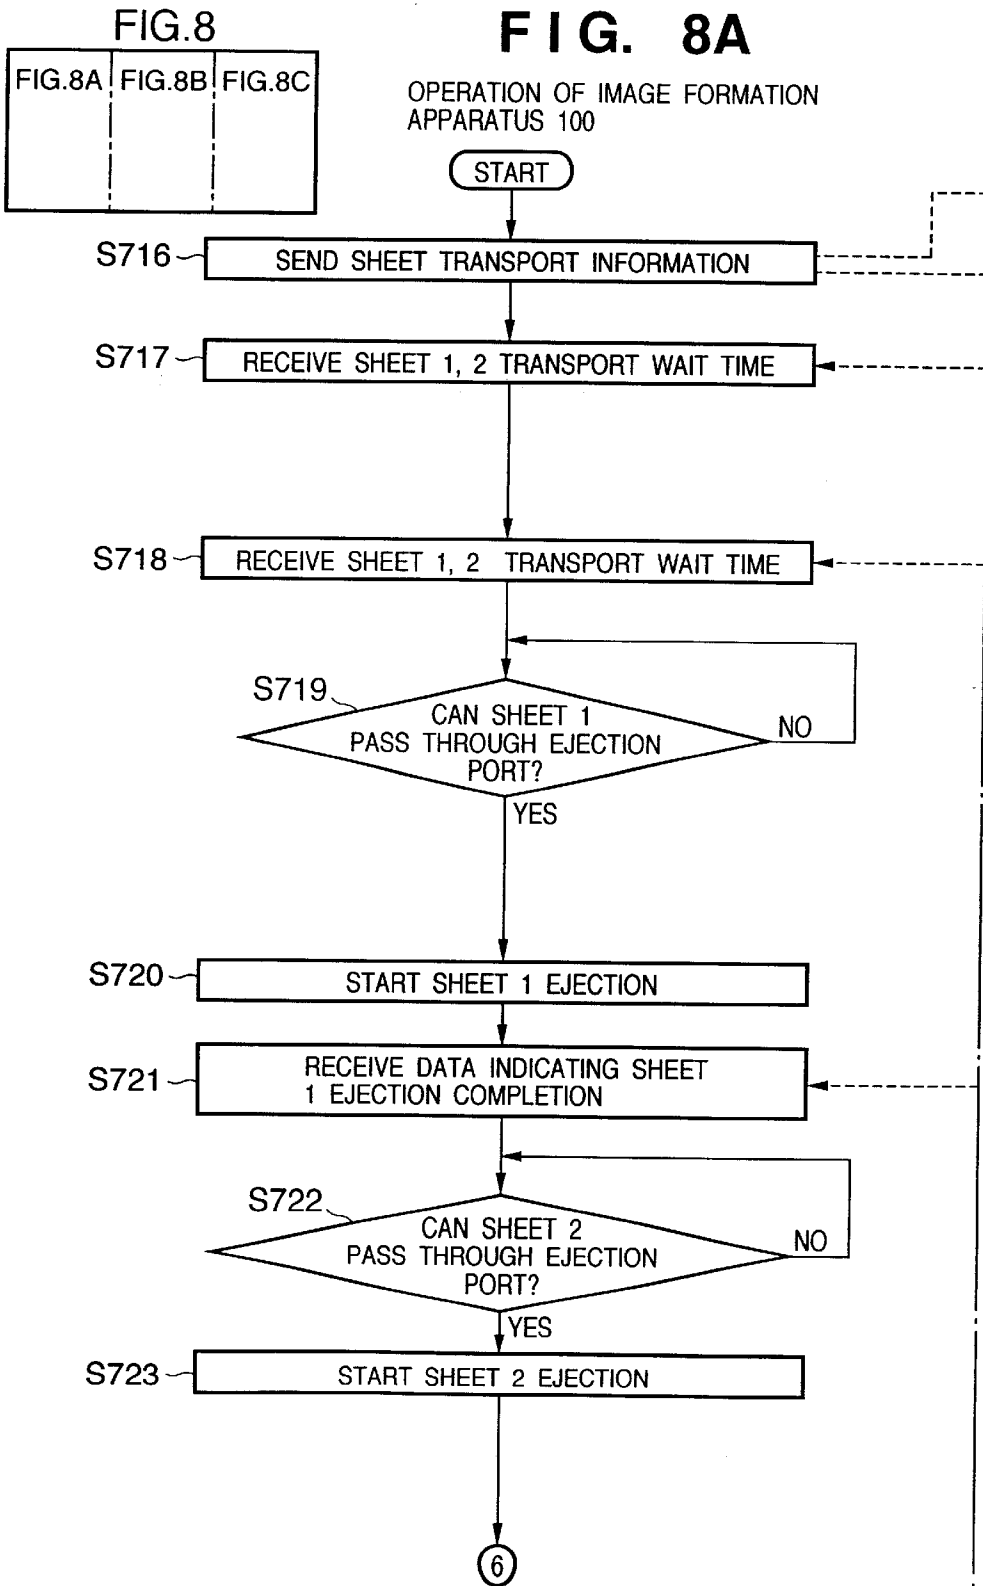 FIG.8
FIG.8A FIG.8B FIG.8C
FIG. 8A
OPERATION OF IMAGE FORMATION
APPARATUS 100
START
S716
SEND SHEET TRANSPORT INFORMATION
S717
RECEIVE SHEET 1, 2 TRANSPORT WAIT TIME
S718
RECEIVE SHEET 1, 2 TRANSPORT WAIT TIME
S719
CAN SHEET 1
PASS THROUGH EJECTION
PORT?
NO
YES
S720
START SHEET 1 EJECTION
S721
RECEIVE DATA INDICATING SHEET
1 EJECTION COMPLETION
S722
CAN SHEET 2
PASS THROUGH EJECTION
PORT?
NO
YES
S723
START SHEET 2 EJECTION
6